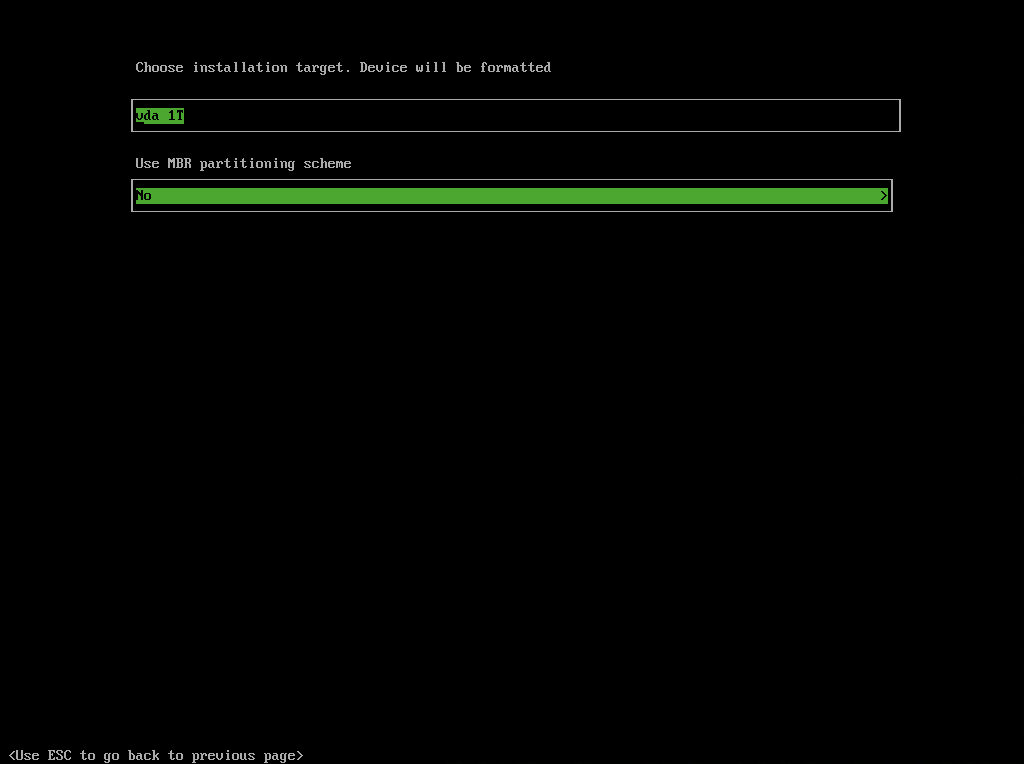 Choose installation target. Device will be formatted
vda 1T
Use MBR partitioning scheme
No >
<Use ESC to go back to previous page>